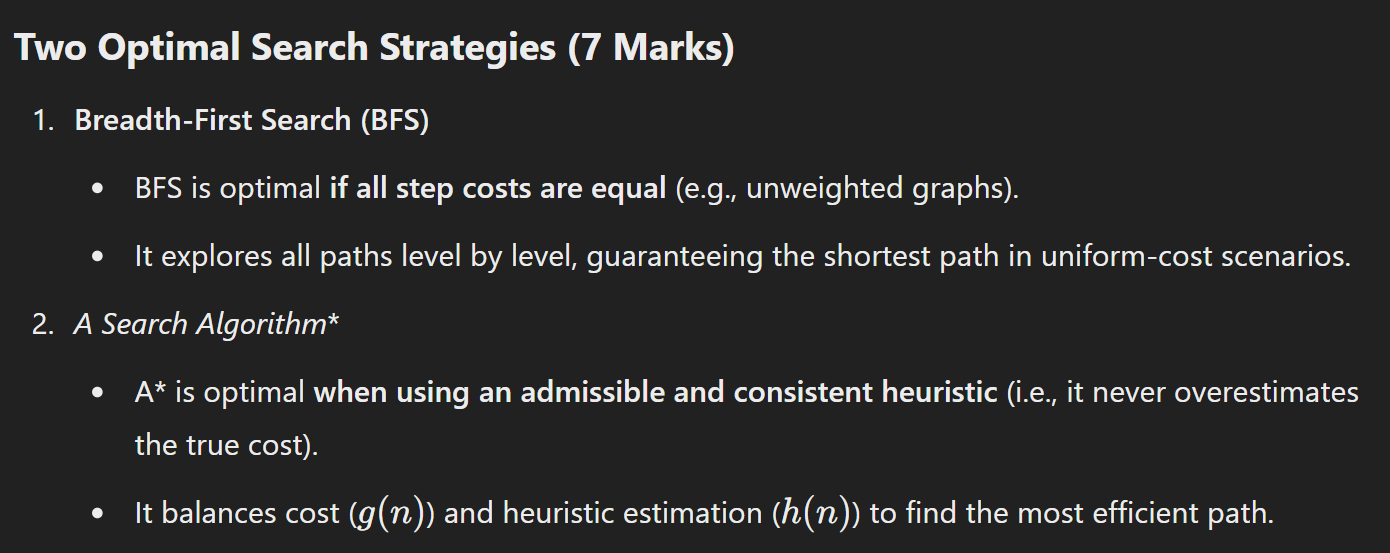 Two Optimal Search Strategies (7 Marks)
1. Breadth-First Search (BFS)
• BFS is optimal if all step costs are equal (e.g., unweighted graphs).
• It explores all paths level by level, guaranteeing the shortest path in uniform-cost scenarios.
2. A Search Algorithm*
• A* is optimal when using an admissible and consistent heuristic (i.e., it never overestimates
the true cost).
• It balances cost (g(n)) and heuristic estimation (h(n)) to find the most efficient path.